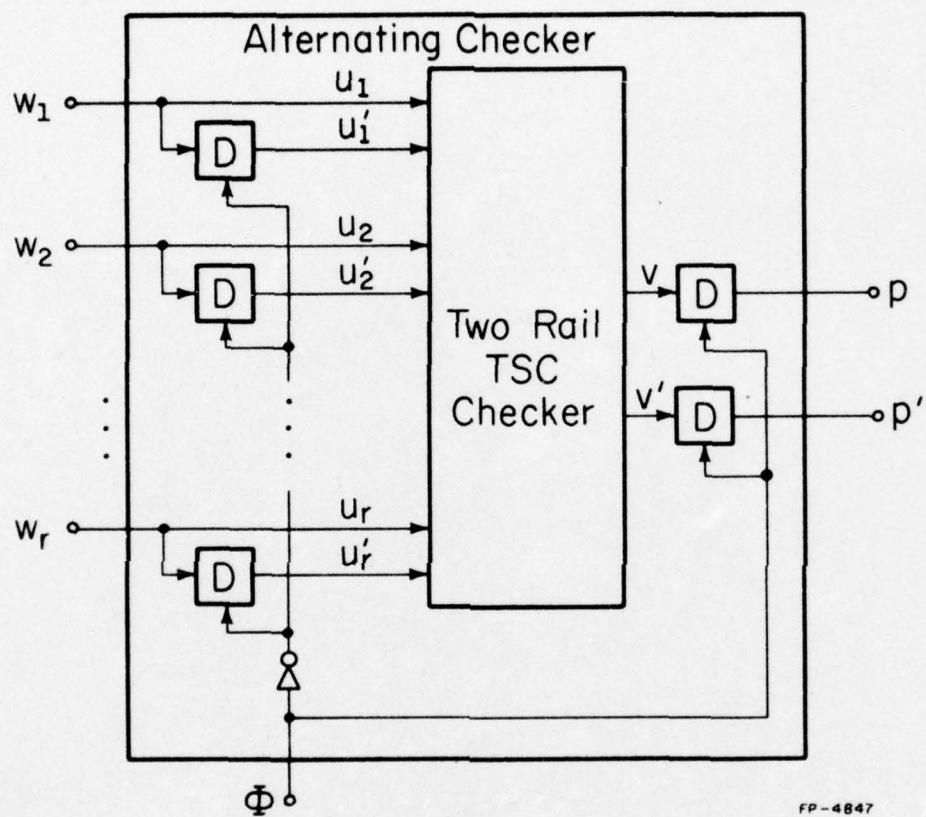 Alternating Checker
w₁
u₁
D
u₁′
w₂
u₂
D
u₂′
Two Rail
TSC
Checker
v
D
p
v′
D
p′
wᵣ
uᵣ
D
uᵣ′
Φ
FP-4847